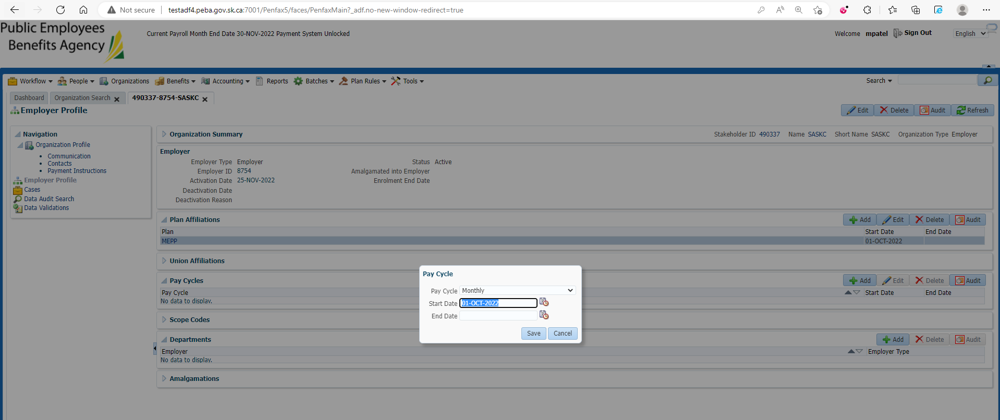 Not secure | testadf4.peba.gov.sk.ca:7001/Penfax5/faces/PenfaxMain?_adf.no-new-window-redirect=true
Public Employees
Benefits Agency
Current Payroll Month End Date 30-NOV-2022 Payment System Unlocked
Welcome mpatel Sign Out English
Workflow People Organizations Benefits Accounting Reports Batches Plan Rules Tools Search
Dashboard Organization Search 490337-8754-SASKC
Employer Profile
Edit Delete Audit Refresh
Navigation
Organization Profile
• Communication
• Contacts
• Payment Instructions
Employer Profile
Cases
Data Audit Search
Data Validations
Organization Summary Stakeholder ID 490337 Name SASKC Short Name SASKC Organization Type Employer
Employer
Employer Type Employer Status Active
Employer ID 8754 Amalgamated into Employer
Activation Date 25-NOV-2022 Enrolment End Date
Deactivation Date
Deactivation Reason
Plan Affiliations Add Edit Delete Audit
Plan Start Date End Date
MEPP 01-OCT-2022
Union Affiliations
Pay Cycles Add Edit Delete Audit
Pay Cycle Start Date End Date
No data to display.
Scope Codes
Departments Add Delete Audit
Employer Employer Type
No data to display.
Amalgamations
Pay Cycle
Pay Cycle Monthly
Start Date 01-OCT-2022
End Date
Save Cancel